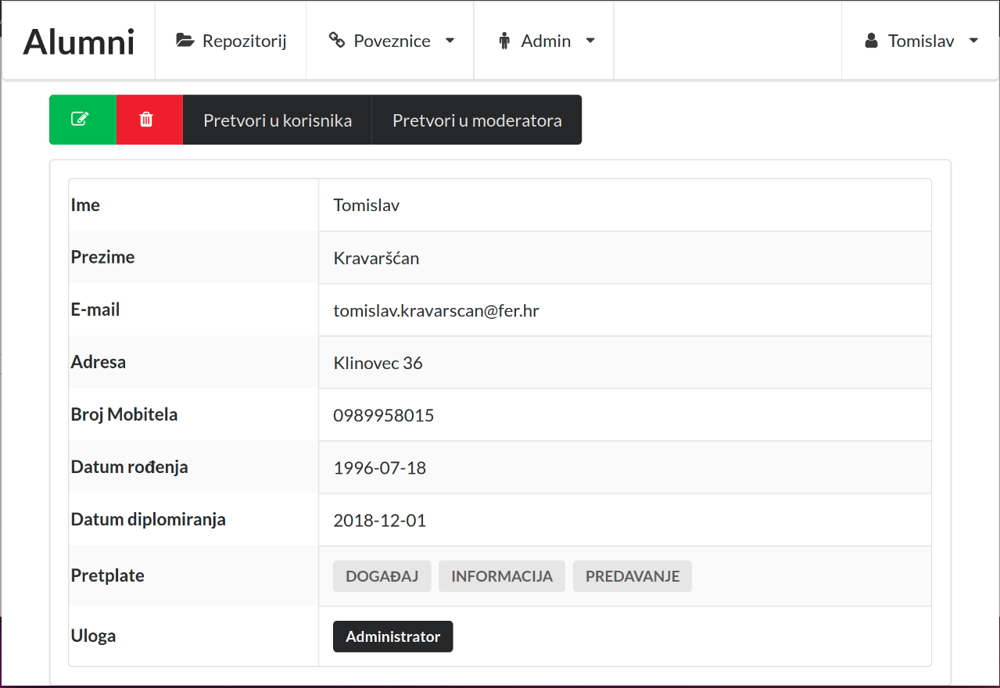 Alumni Repozitorij Poveznice Admin Tomislav
Pretvori u korisnika Pretvori u moderatora
Ime Tomislav
Prezime Kravaršćan
E-mail tomislav.kravarscan@fer.hr
Adresa Klinovec 36
Broj Mobitela 0989958015
Datum rođenja 1996-07-18
Datum diplomiranja 2018-12-01
Pretplate DOGAĐAJ INFORMACIJA PREDAVANJE
Uloga Administrator